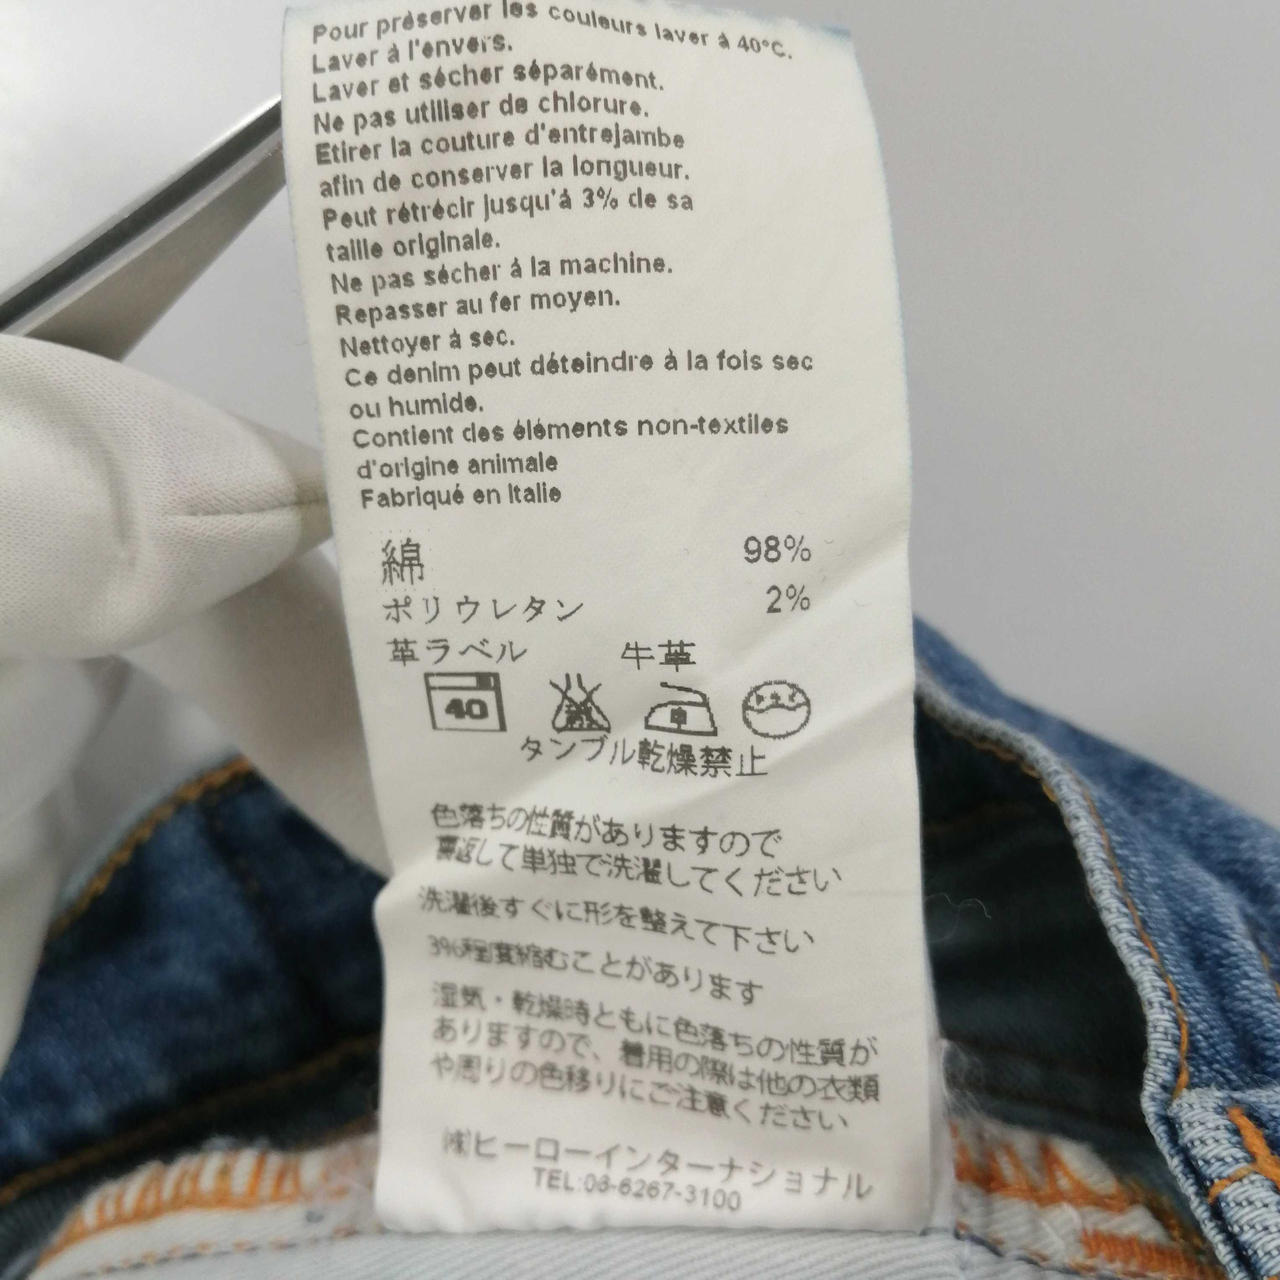 Pour préserver les couleurs laver à 40°C.
Laver à l'envers.
Laver et sécher séparément.
Ne pas utiliser de chlorure.
Etirer la couture d'entrejambe
afin de conserver la longueur.
Peut rétrécir jusqu'à 3% de sa
taille originale.
Ne pas sécher à la machine.
Repasser au fer moyen.
Nettoyer à sec.
Ce denim peut déteindre à la fois sec
ou humide.
Contient des éléments non-textiles
d'origine animale
Fabriqué en Italie
綿 98%
ポリウレタン 2%
革ラベル 牛革
40 中
タンブル乾燥禁止
色落ちの性質がありますので
裏返して単独で洗濯してください
洗濯後すぐに形を整えて下さい
3%程度縮むことがあります
湿気・乾燥時ともに色落ちの性質が
ありますので、着用の際は他の衣類
や周りの色移りにご注意ください
㈱ヒーローインターナショナル
TEL:06-6267-3100